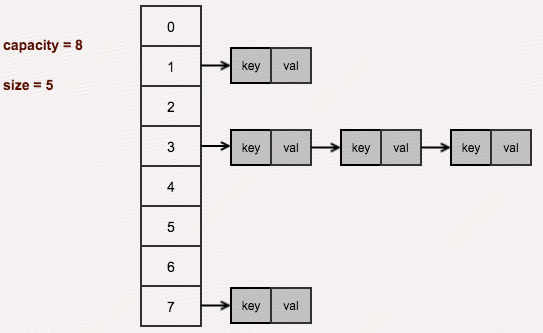 capacity = 8
size = 5
0
1 key val
2
3 key val key val key val
4
5
6
7 key val